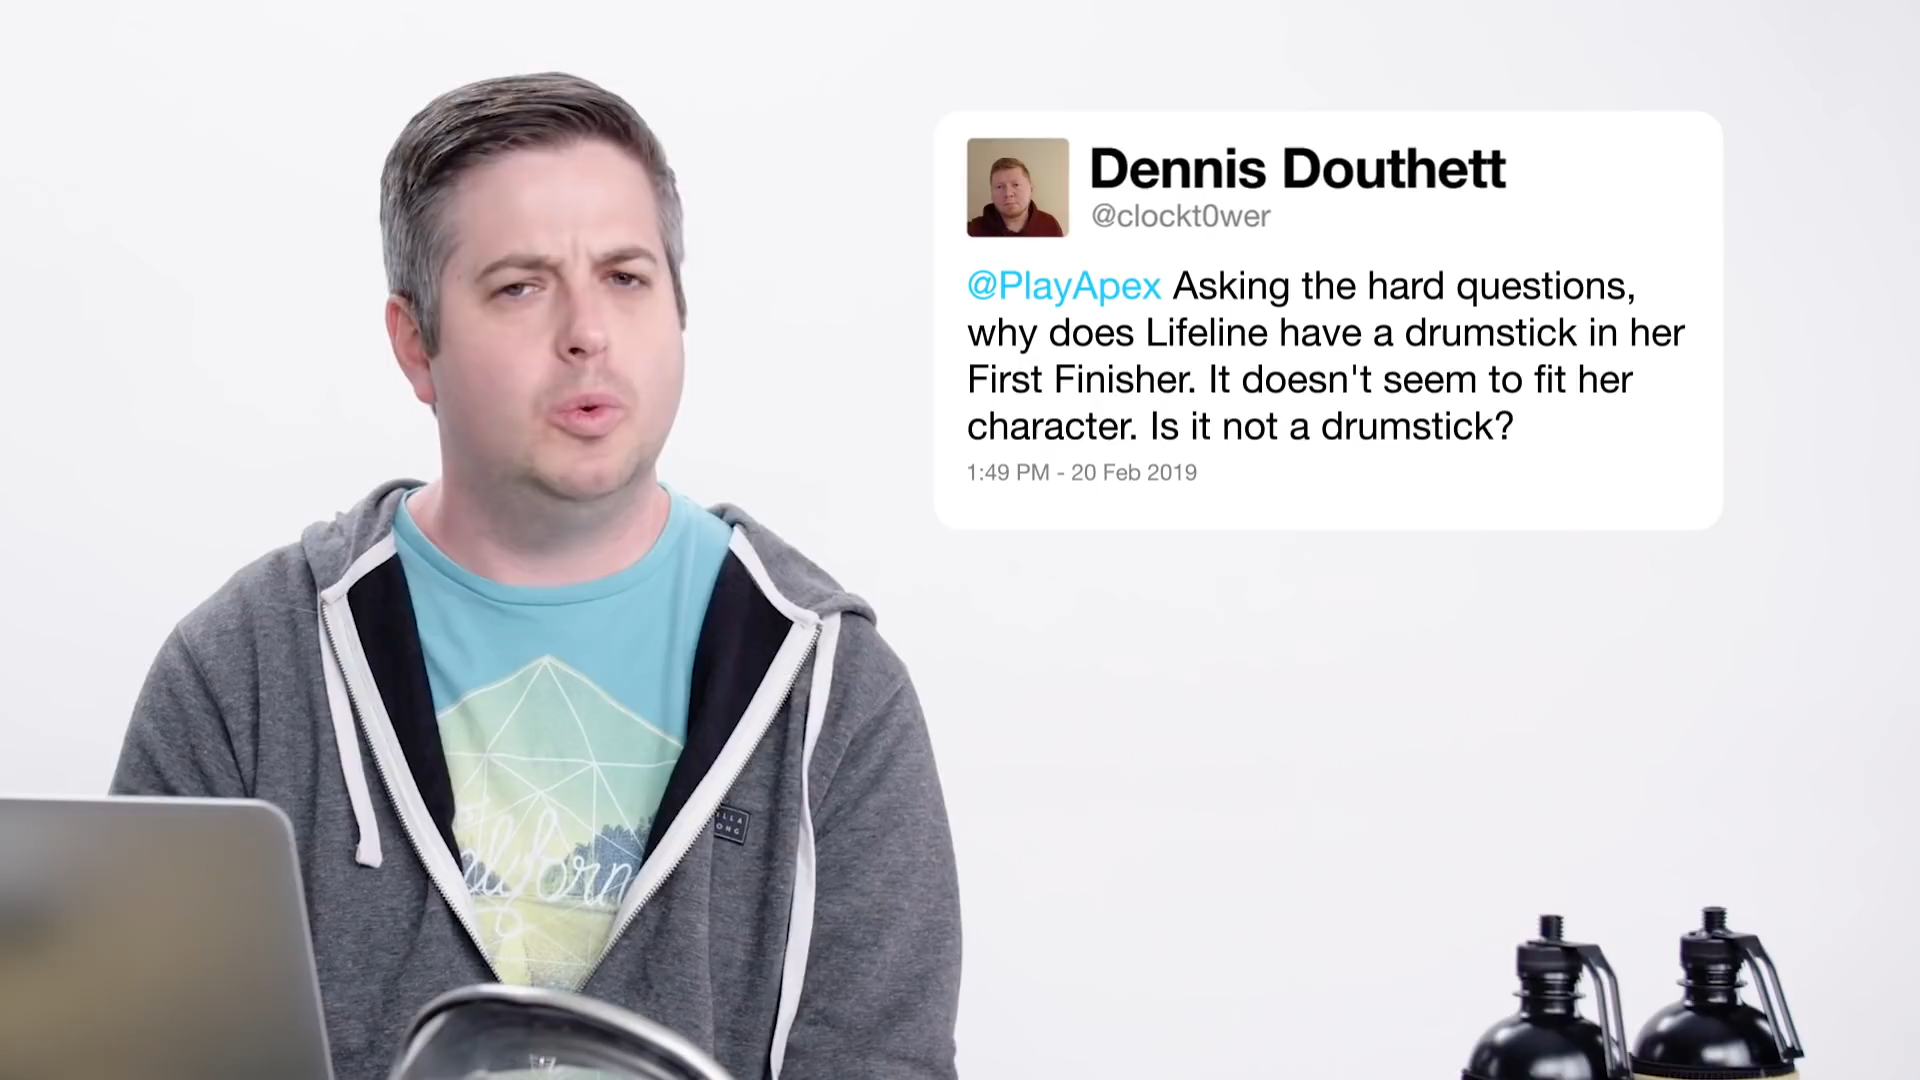 Dennis Douthett
@clockt0wer
@PlayApex Asking the hard questions,
why does Lifeline have a drumstick in her
First Finisher. It doesn't seem to fit her
character. Is it not a drumstick?
1:49 PM - 20 Feb 2019